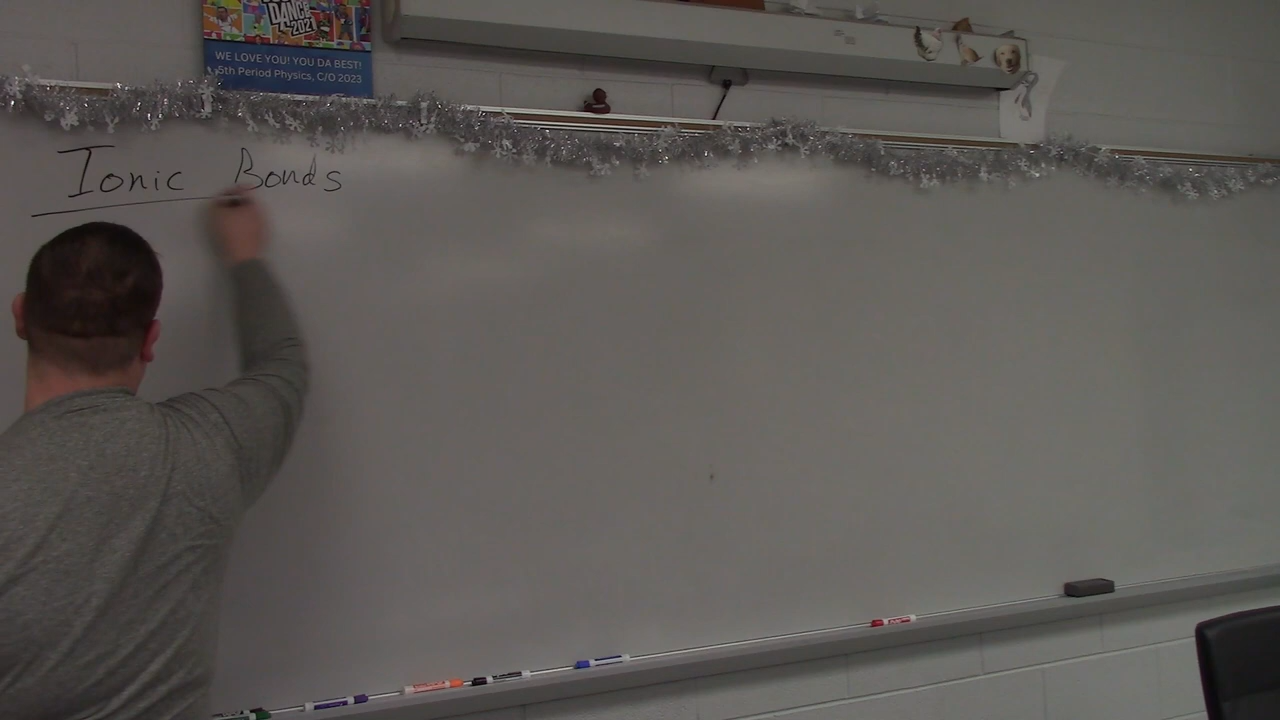 DANCE
2021
WE LOVE YOU! YOU DA BEST!
5th Period Physics, C/O 2023
Ionic Bonds